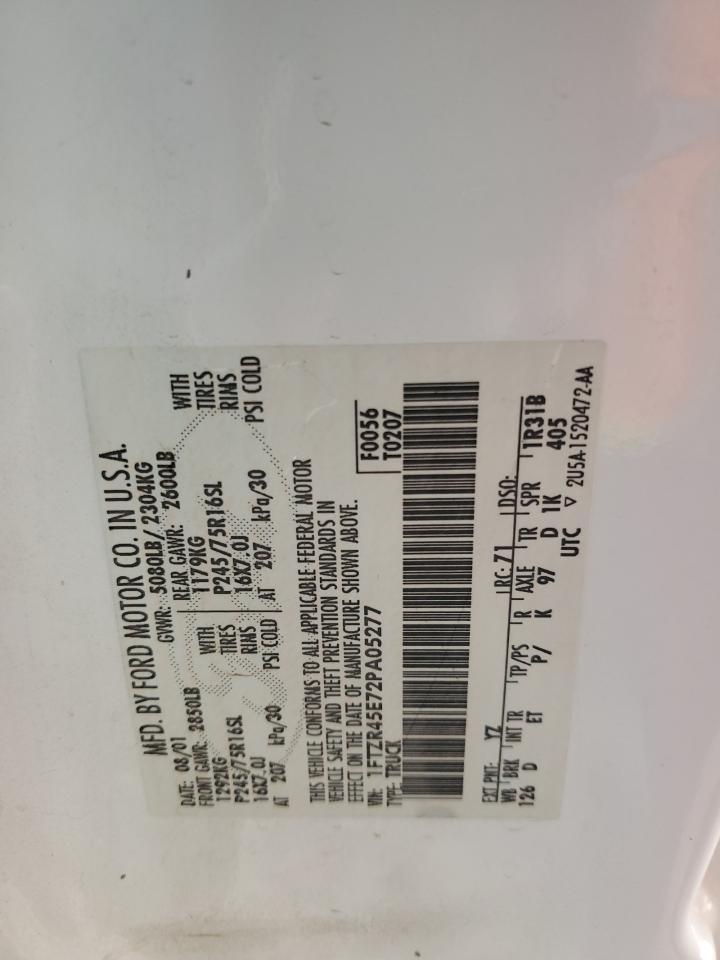 MFD. BY FORD MOTOR CO. IN U.S.A.
DATE: 08/01 GVWR: 5080LB/ 2304KG
FRONT GAWR: 2850LB REAR GAWR: 2600LB
1292KG WITH 1179KG WITH
P245/75R16SL TIRES P245/75R16SL TIRES
16X7.0J RIMS 16X7.0J RIMS
AT 207 kPa/30 PSI COLD AT 207 kPa/30 PSI COLD
THIS VEHICLE CONFORMS TO ALL APPLICABLE FEDERAL MOTOR
VEHICLE SAFETY AND THEFT PREVENTION STANDARDS IN
EFFECT ON THE DATE OF MANUFACTURE SHOWN ABOVE.
VIN: 1FTZR45E72PA05277 F0056
TYPE: TRUCK T0207
EXT PNT: YZ RC: 71 DSO:
WB BRK INT TR TP/PS R AXLE TR SPR 1R31B
126 D ET P/ K 97 D 1K 405
UTC ▽ 2U5A-1520472-AA